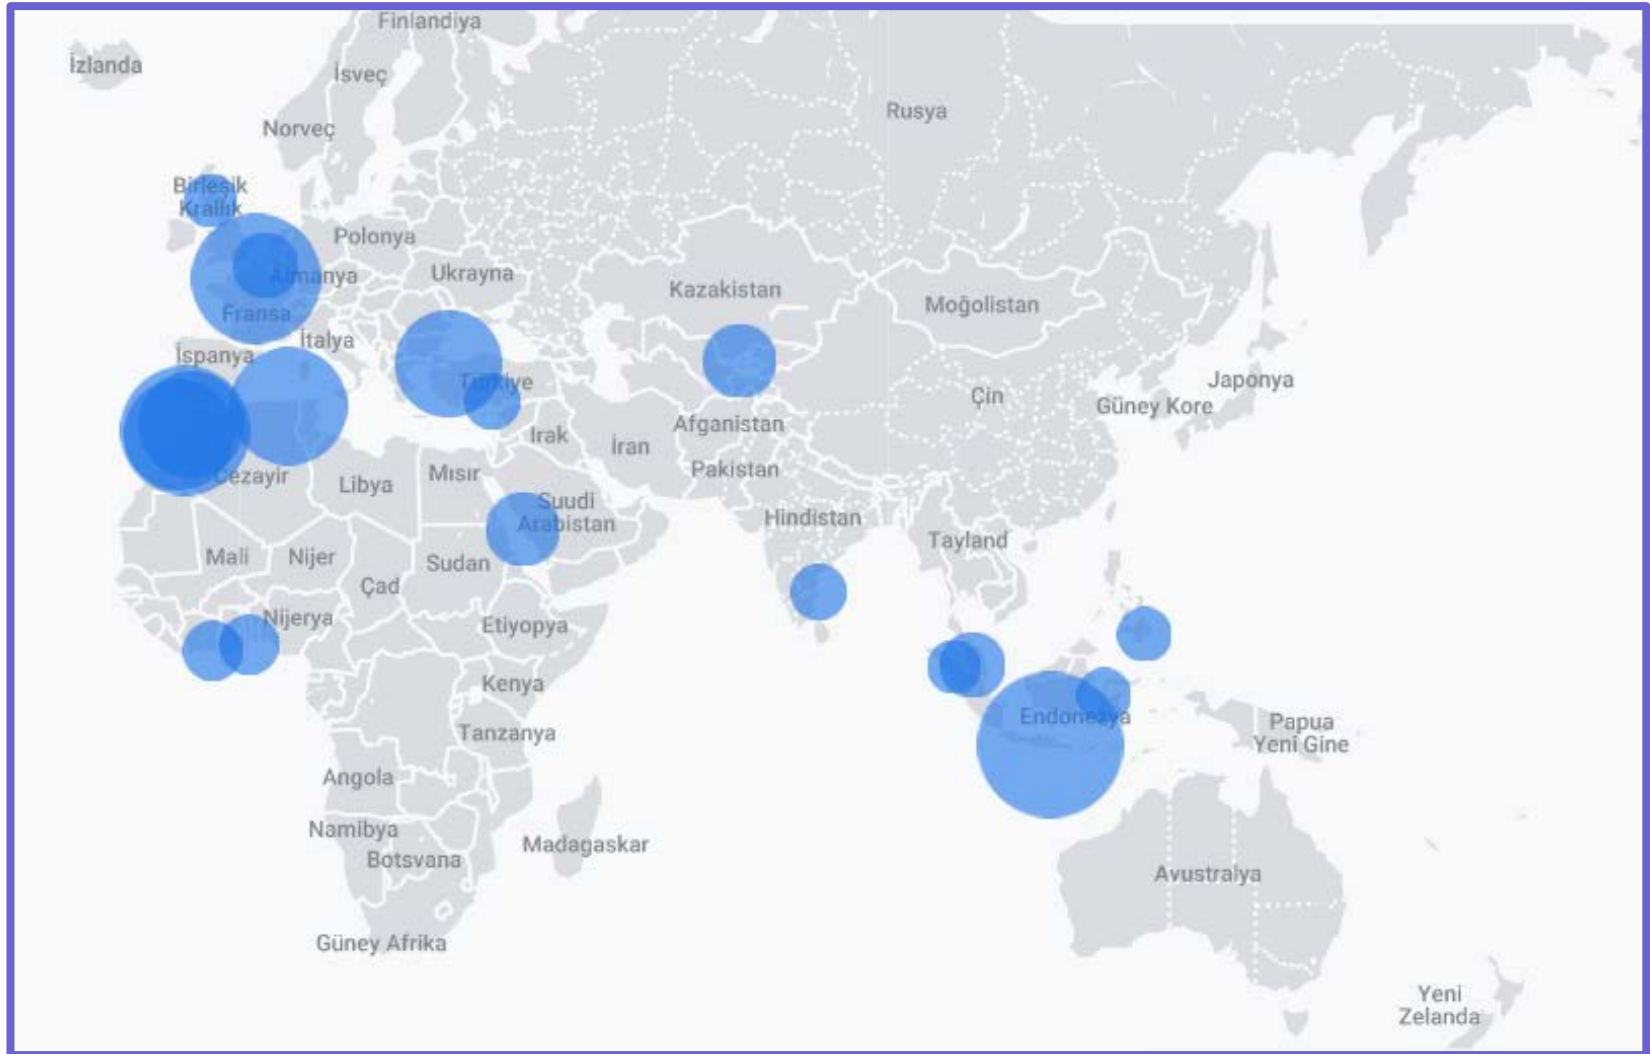 Finlandiya
İzlanda
İsveç
Rusya
Norveç
Birleşik
Krallık
Polonya
Almanya
Ukrayna
Kazakistan
Moğolistan
Fransa
İtalya
İspanya
Türkiye
Japonya
Çin
Güney Kore
Afganistan
Irak
İran
Pakistan
Cezayir
Libya
Mısır
Suudi
Arabistan
Hindistan
Tayland
Mali
Nijer
Sudan
Çad
Nijerya
Etiyopya
Kenya
Endonezya
Papua
Yeni Gine
Tanzanya
Angola
Namibya
Madagaskar
Botsvana
Avustralya
Güney Afrika
Yeni
Zelanda